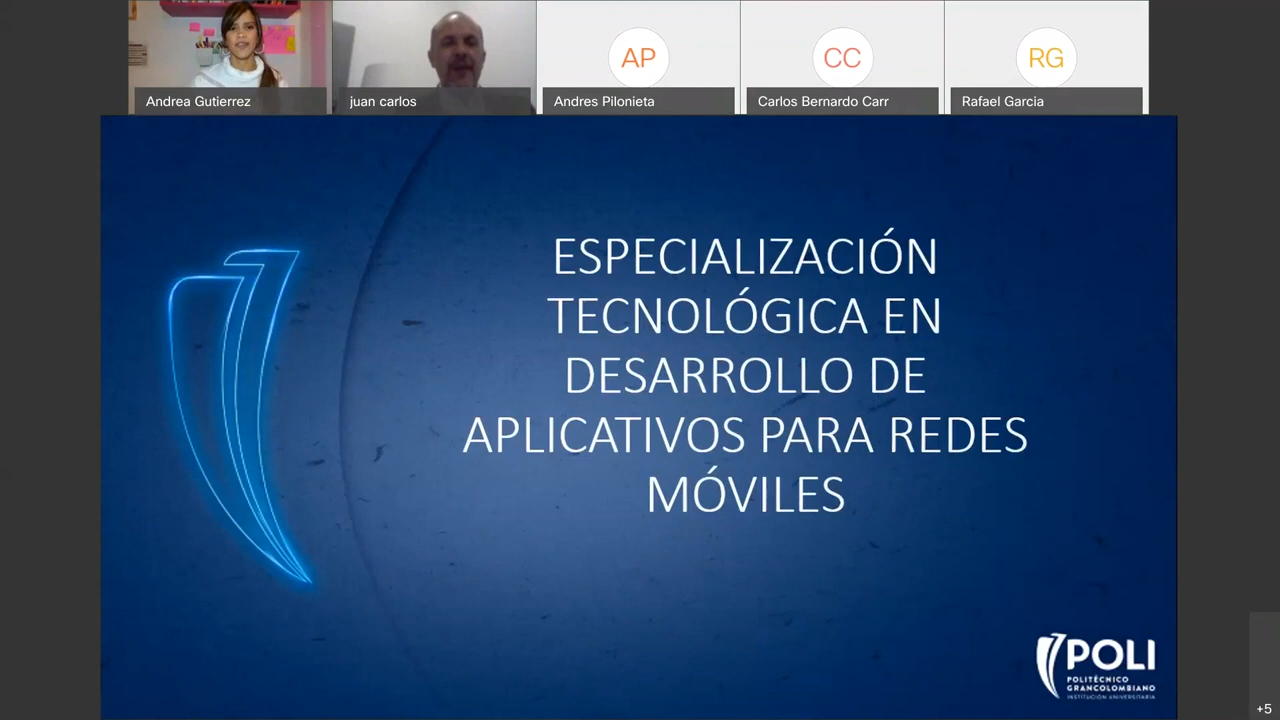 AP
CC
RG
Andrea Gutierrez
juan carlos
Andres Pilonieta
Carlos Bernardo Carr
Rafael Garcia
ESPECIALIZACIÓN
TECNOLÓGICA EN
DESARROLLO DE
APLICATIVOS PARA REDES
MÓVILES
POLI
POLITÉCNICO
GRANCOLOMBIANO
INSTITUCIÓN UNIVERSITARIA
+5